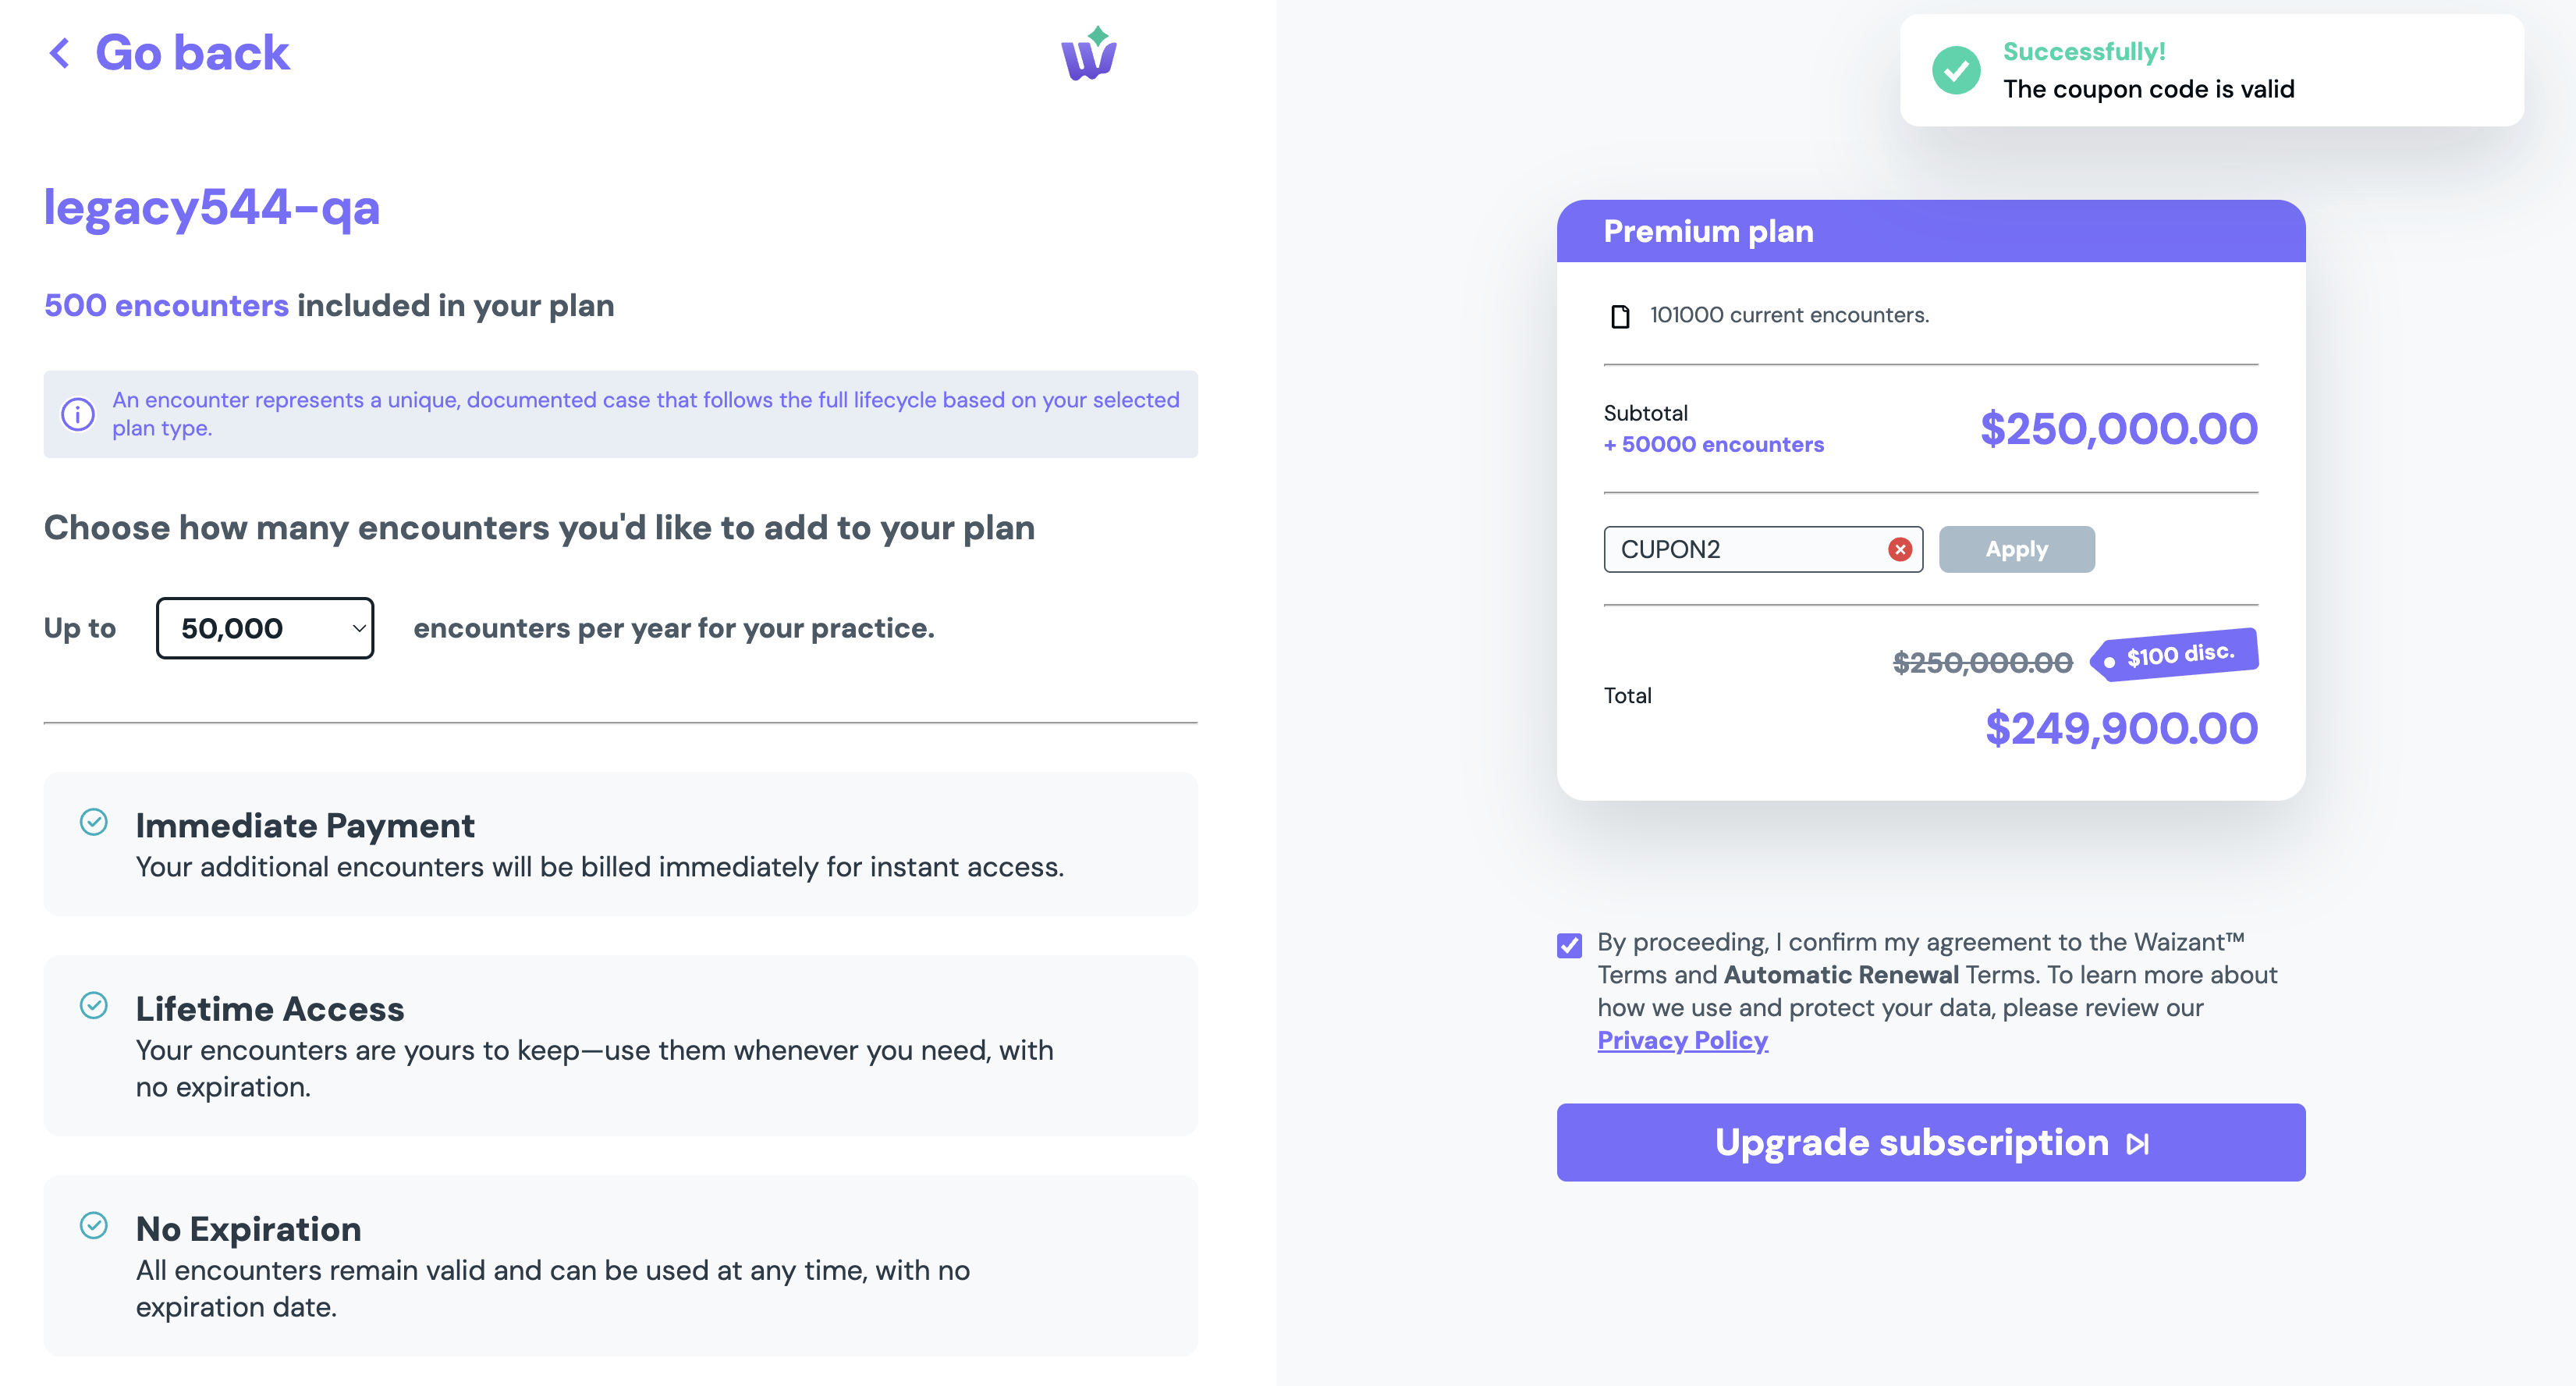 Go back
legacy544-qa
500 encounters included in your plan
An encounter represents a unique, documented case that follows the full lifecycle based on your selected
plan type.
Choose how many encounters you'd like to add to your plan
Up to 50,000 encounters per year for your practice.
Immediate Payment
Your additional encounters will be billed immediately for instant access.
Lifetime Access
Your encounters are yours to keep—use them whenever you need, with
no expiration.
No Expiration
All encounters remain valid and can be used at any time, with no
expiration date.
Successfully!
The coupon code is valid
Premium plan
101000 current encounters.
Subtotal
+ 50000 encounters
$250,000.00
CUPON2
Apply
$250,000.00 $100 disc.
Total
$249,900.00
By proceeding, I confirm my agreement to the Waizant™
Terms and Automatic Renewal Terms. To learn more about
how we use and protect your data, please review our
Privacy Policy
Upgrade subscription